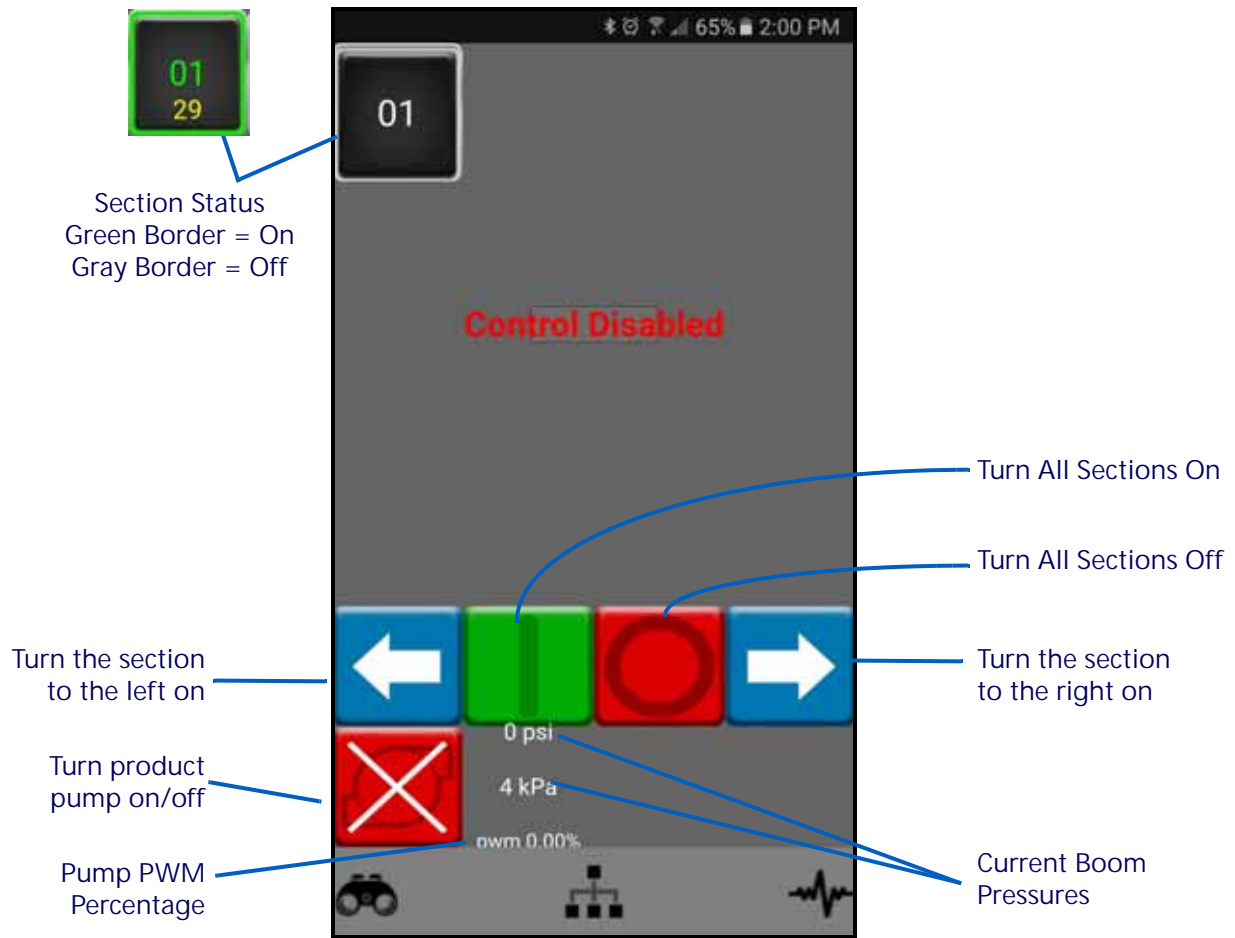 65% 2:00 PM
01
29
01
Section Status
Green Border = On
Gray Border = Off
Control Disabled
Turn All Sections On
Turn All Sections Off
Turn the section
to the left on
Turn the section
to the right on
0 psi
Turn product
pump on/off
4 kPa
pwm 0.00%
Pump PWM
Percentage
Current Boom
Pressures